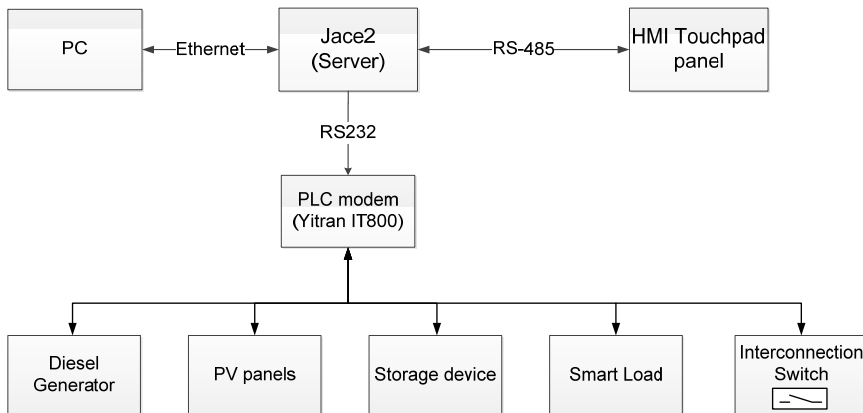 PC
Ethernet
Jace2
(Server)
RS-485
HMI Touchpad
panel
RS232
PLC modem
(Yitran IT800)
Diesel
Generator
PV panels
Storage device
Smart Load
Interconnection
Switch